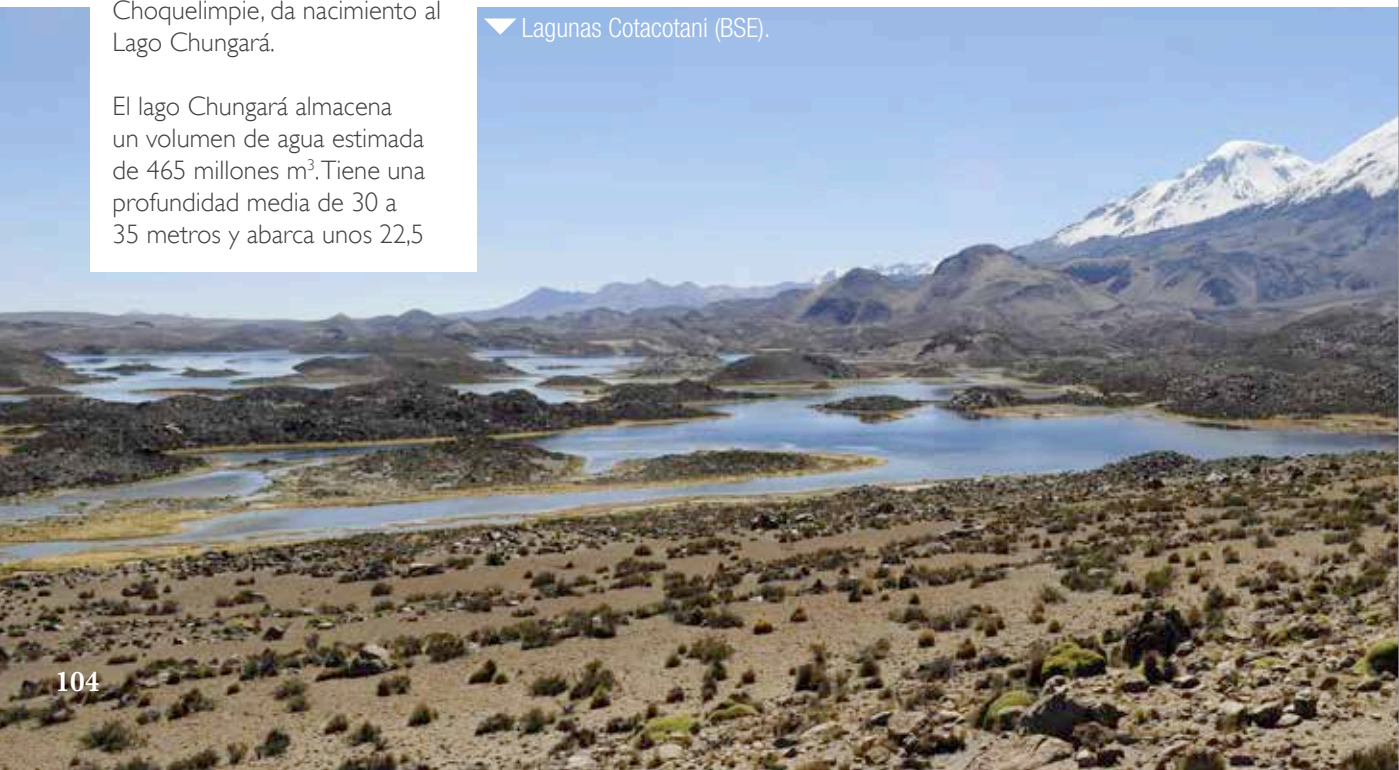 Choquelimpie, da nacimiento al
Lago Chungará.
El lago Chungará almacena
un volumen de agua estimada
de 465 millones m³. Tiene una
profundidad media de 30 a
35 metros y abarca unos 22,5
Lagunas Cotacotani (BSE).
104